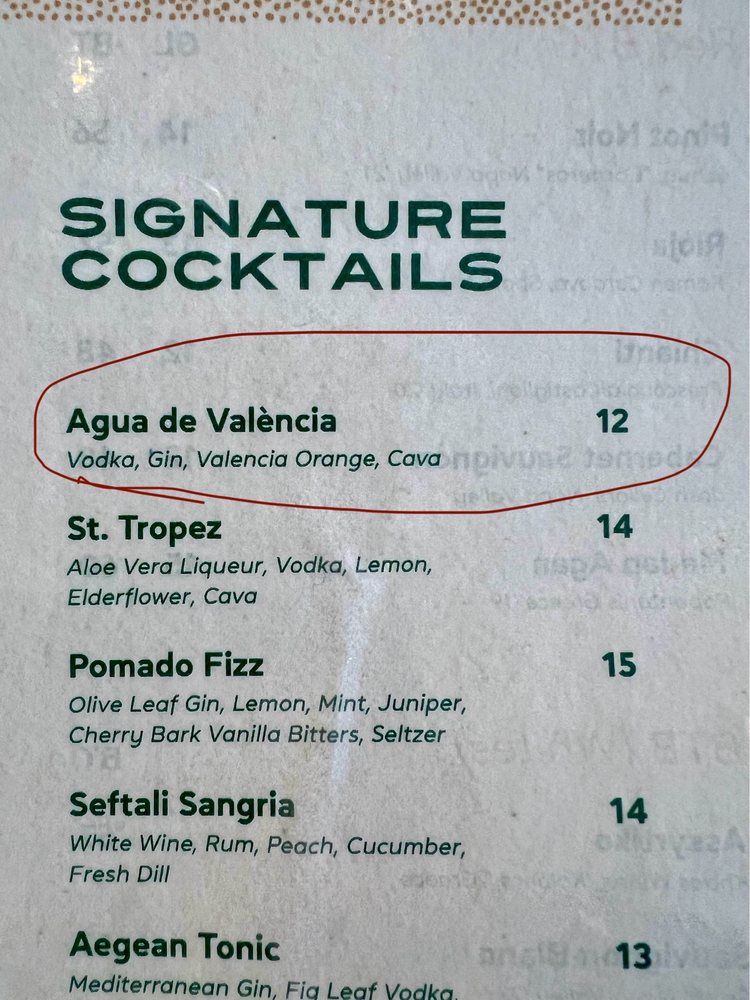 SIGNATURE
COCKTAILS
Agua de València 12
Vodka, Gin, Valencia Orange, Cava
St. Tropez 14
Aloe Vera Liqueur, Vodka, Lemon,
Elderflower, Cava
Pomado Fizz 15
Olive Leaf Gin, Lemon, Mint, Juniper,
Cherry Bark Vanilla Bitters, Seltzer
Seftali Sangria 14
White Wine, Rum, Peach, Cucumber,
Fresh Dill
Aegean Tonic 13
Mediterranean Gin, Fig Leaf Vodka,